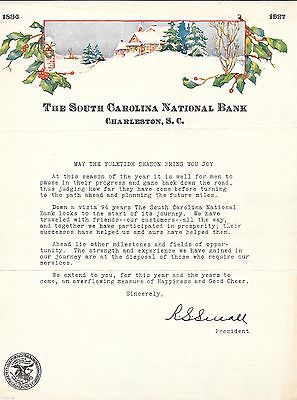 1834 1927
THE SOUTH CAROLINA NATIONAL BANK
CHARLESTON, S. C.
MAY THE YULETIDE SEASON BRING YOU JOY
At this season of the year it is well for men to
pause in their progress and gaze back down the road,
thus judging how far they have come before turning
to the path ahead and planning the future miles.
Down a vista 94 years The South Carolina National
Bank looks to the start of its journey. We have
traveled with friends--our customers--all the way,
and together we have participated in prosperity; their
successes have helped us and ours have helped them.
Ahead lie other milestones and fields of oppor-
tunity. The strength and experience we have gained in
our journey are at the disposal of those who require our
services.
We extend to you, for this year and the years to
come, an overflowing measure of Happiness and Good Cheer.
Sincerely,
R S Small
President